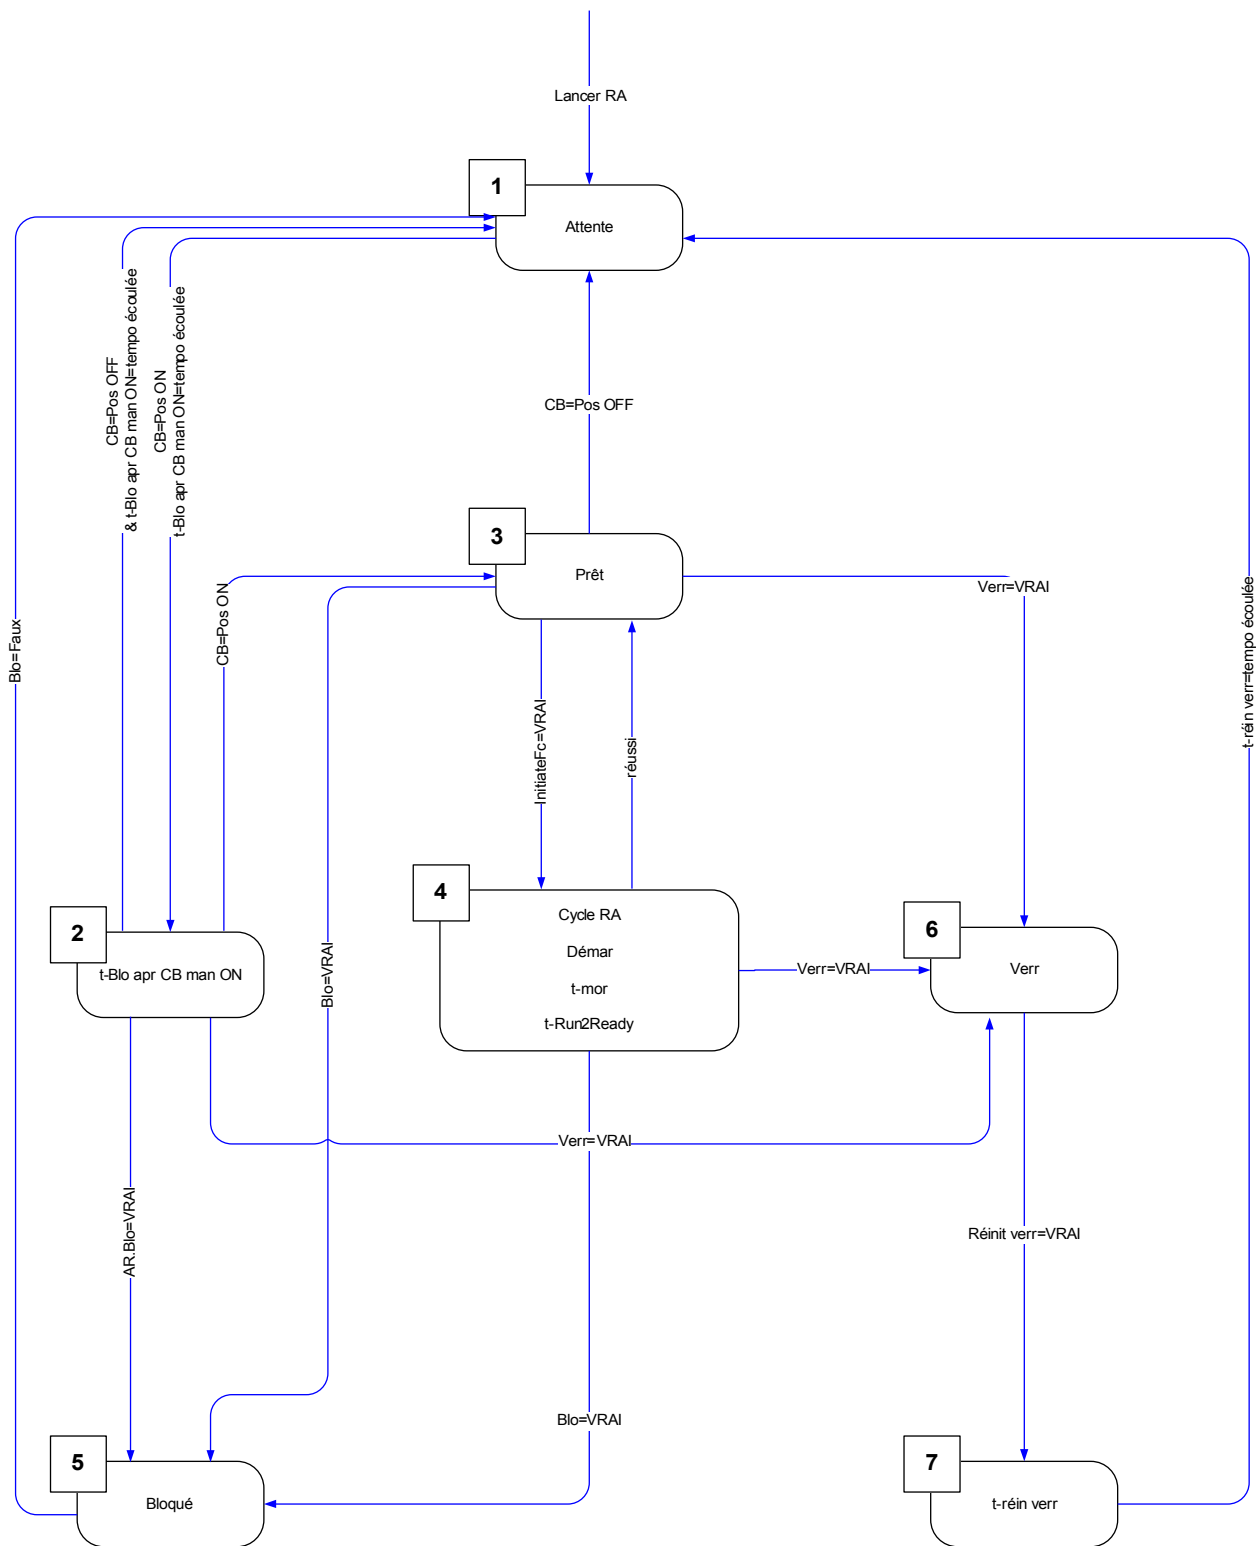 Lancer RA
1
Attente
CB=Pos OFF
& t-Blo apr CB man ON=tempo écoulée
CB=Pos ON
t-Blo apr CB man ON=tempo écoulée
CB=Pos OFF
3
Prêt
Verr=VRAI
CB=Pos ON
Blo=Faux
t-réin verr=tempo écoulée
InitiateFc=VRAI
réussi
4
Cycle RA
Démar
t-mor
t-Run2Ready
2
t-Blo apr CB man ON
Blo=VRAI
Verr=VRAI
6
Verr
Verr=VRAI
AR.Blo=VRAI
Réinit verr=VRAI
Blo=VRAI
5
Bloqué
7
t-réin verr